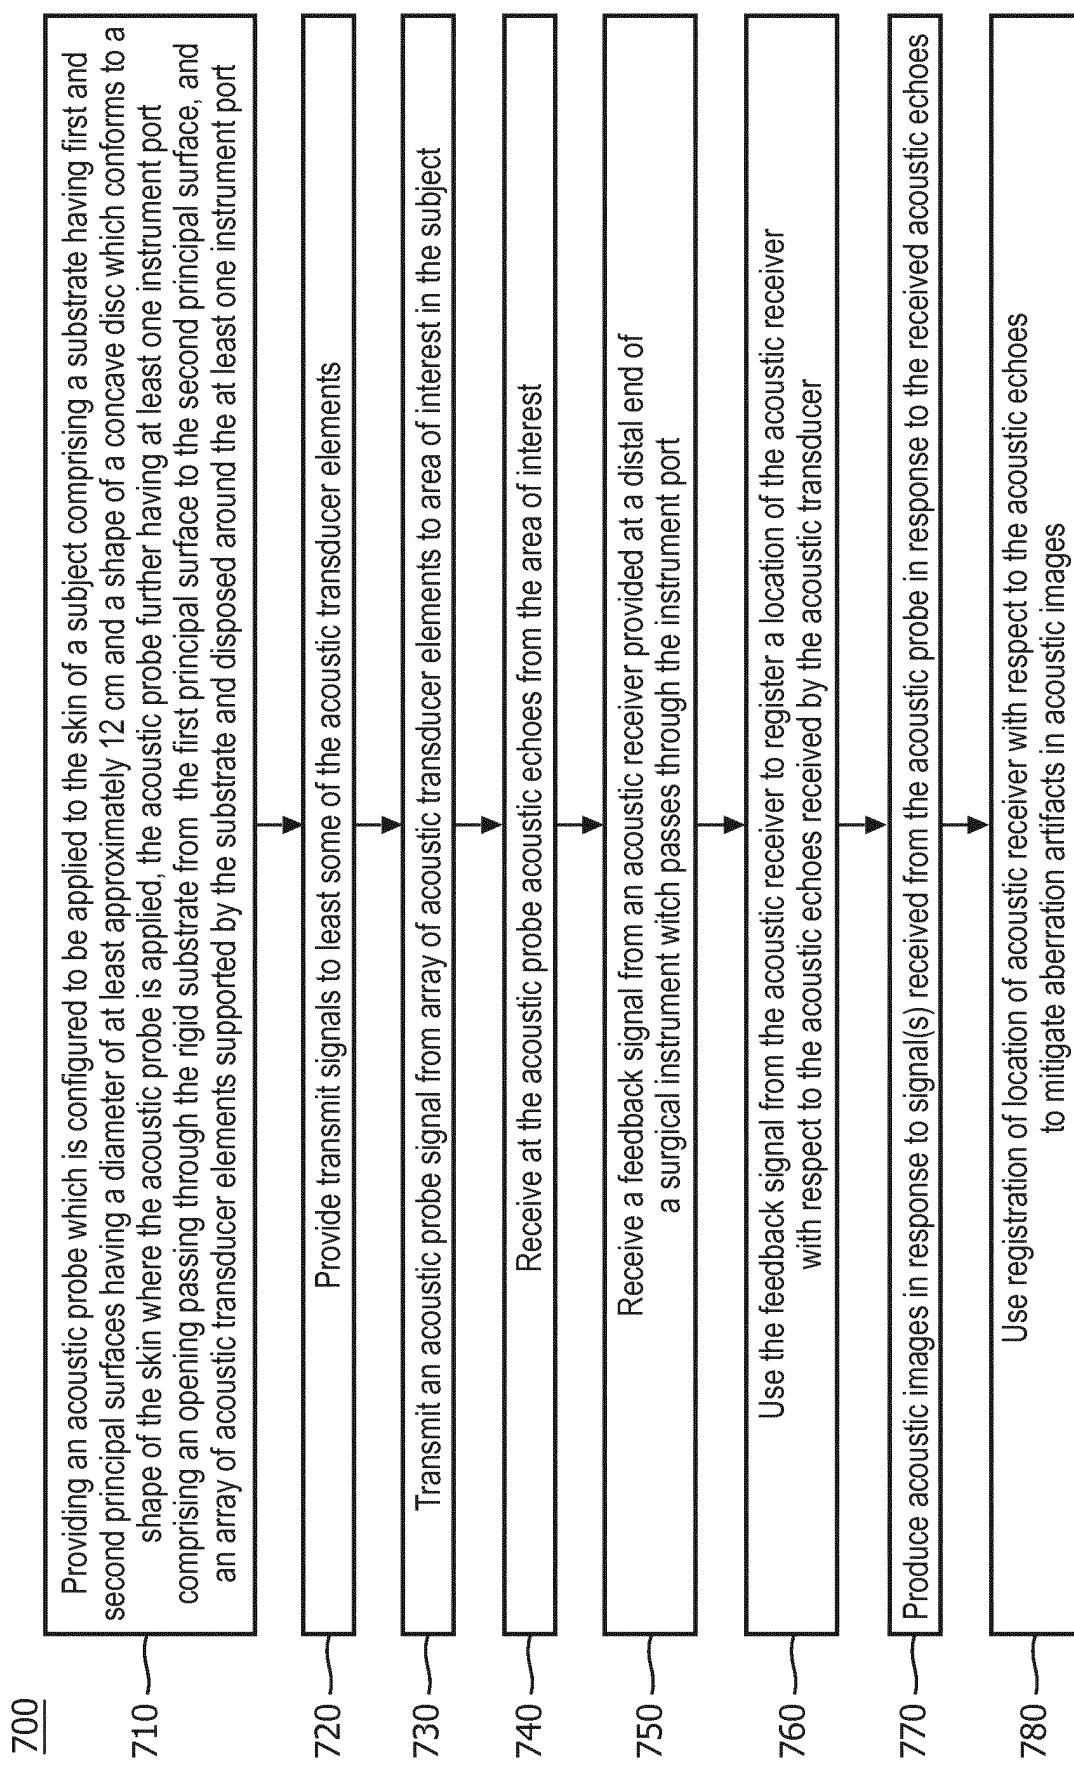 700
710
Providing an acoustic probe which is configured to be applied to the skin of a subject comprising a substrate having first and
second principal surfaces having a diameter of at least approximately 12 cm and a shape of a concave disc which conforms to a
shape of the skin where the acoustic probe is applied, the acoustic probe further having at least one instrument port
comprising an opening passing through the rigid substrate from the first principal surface to the second principal surface, and
an array of acoustic transducer elements supported by the substrate and disposed around the at least one instrument port
720
Provide transmit signals to least some of the acoustic transducer elements
730
Transmit an acoustic probe signal from array of acoustic transducer elements to area of interest in the subject
740
Receive at the acoustic probe acoustic echoes from the area of interest
750
Receive a feedback signal from an acoustic receiver provided at a distal end of
a surgical instrument witch passes through the instrument port
760
Use the feedback signal from the acoustic receiver to register a location of the acoustic receiver
with respect to the acoustic echoes received by the acoustic transducer
770
Produce acoustic images in response to signal(s) received from the acoustic probe in response to the received acoustic echoes
780
Use registration of location of acoustic receiver with respect to the acoustic echoes
to mitigate aberration artifacts in acoustic images